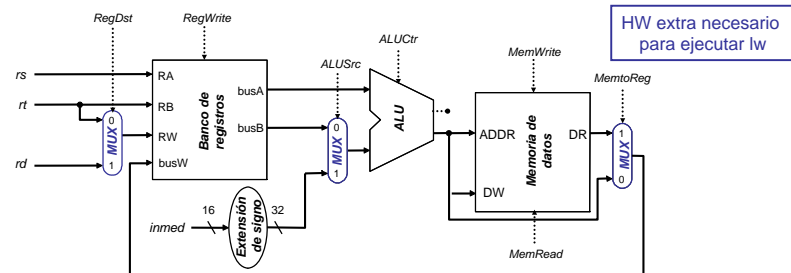 RegDst
RegWrite
ALUSrc
ALUCtr
MemWrite
MemtoReg
HW extra necesario
para ejecutar lw
rs
rt
rd
0
MUX
1
RA
RB
RW
busW
Banco de
registros
busA
busB
0
MUX
1
ALU
ADDR
DW
Memoria de
datos
DR
1
MUX
0
inmed
16
Extensión
de signo
32
MemRead